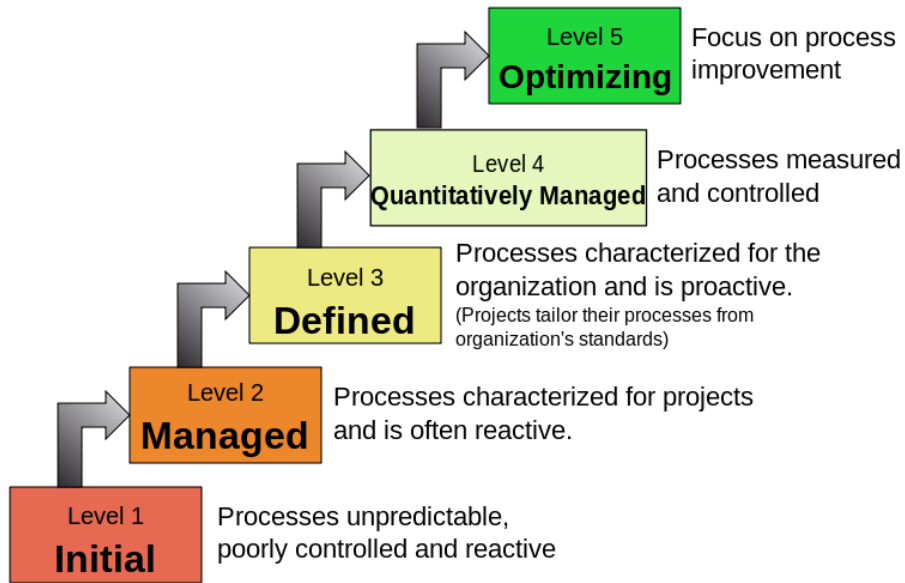 Level 5
Optimizing
Focus on process
improvement
Level 4
Quantitatively Managed
Processes measured
and controlled
Level 3
Defined
Processes characterized for the
organization and is proactive.
(Projects tailor their processes from
organization's standards)
Level 2
Managed
Processes characterized for projects
and is often reactive.
Level 1
Initial
Processes unpredictable,
poorly controlled and reactive